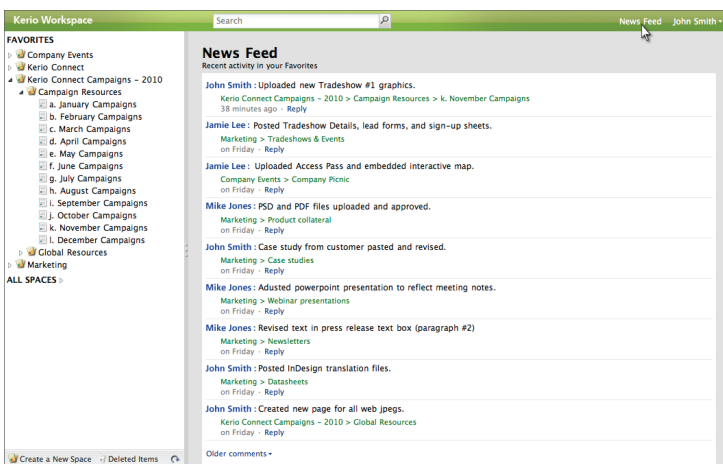 Kerio Workspace
Search
News Feed
John Smith
FAVORITES
Company Events
Kerio Connect
Kerio Connect Campaigns – 2010
Campaign Resources
a. January Campaigns
b. February Campaigns
c. March Campaigns
d. April Campaigns
e. May Campaigns
f. June Campaigns
g. July Campaigns
h. August Campaigns
i. September Campaigns
j. October Campaigns
k. November Campaigns
l. December Campaigns
Global Resources
Marketing
ALL SPACES
Create a New Space
Deleted Items
News Feed
Recent activity in your Favorites
John Smith : Uploaded new Tradeshow #1 graphics.
Kerio Connect Campaigns – 2010 > Campaign Resources > k. November Campaigns
38 minutes ago · Reply
Jamie Lee : Posted Tradeshow Details, lead forms, and sign-up sheets.
Marketing > Tradeshows & Events
on Friday · Reply
Jamie Lee : Uploaded Access Pass and embedded interactive map.
Company Events > Company Picnic
on Friday · Reply
Mike Jones : PSD and PDF files uploaded and approved.
Marketing > Product collateral
on Friday · Reply
John Smith : Case study from customer pasted and revised.
Marketing > Case studies
on Friday · Reply
Mike Jones : Adusted powerpoint presentation to reflect meeting notes.
Marketing > Webinar presentations
on Friday · Reply
Mike Jones : Revised text in press release text box (paragraph #2)
Marketing > Newsletters
on Friday · Reply
John Smith : Posted InDesign translation files.
Marketing > Datasheets
on Friday · Reply
John Smith : Created new page for all web jpegs.
Kerio Connect Campaigns – 2010 > Global Resources
on Friday · Reply
Older comments